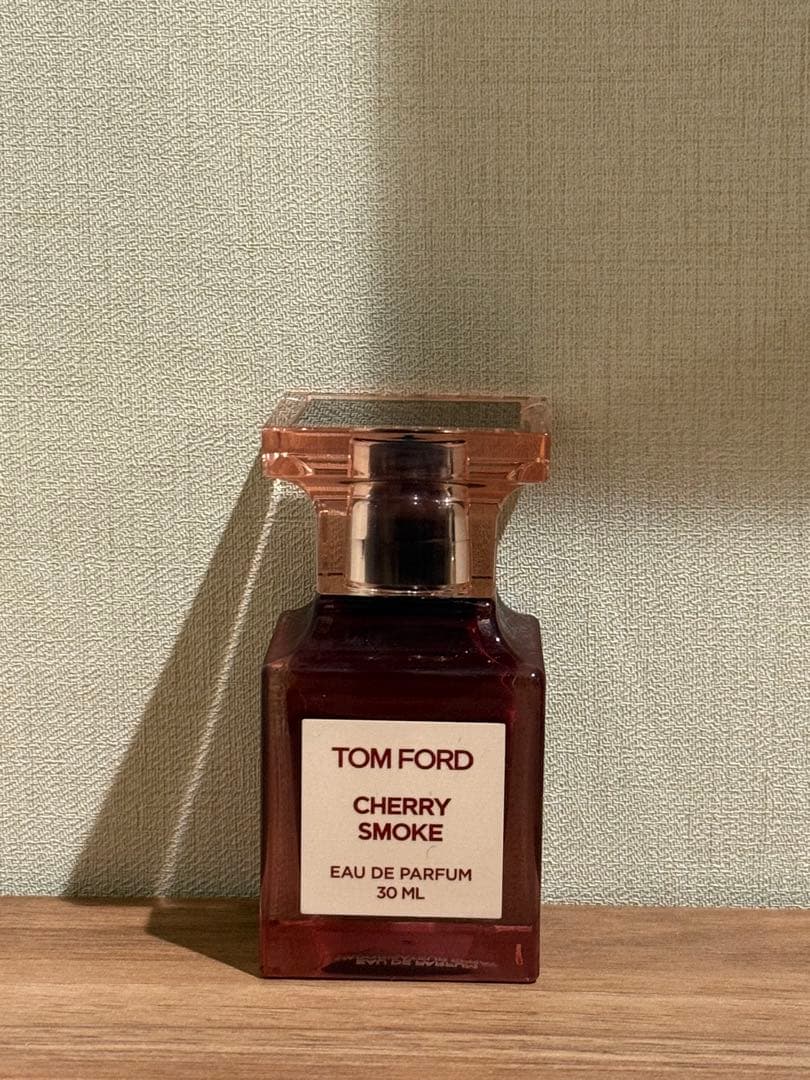 TOM FORD
CHERRY
SMOKE
EAU DE PARFUM
30 ML